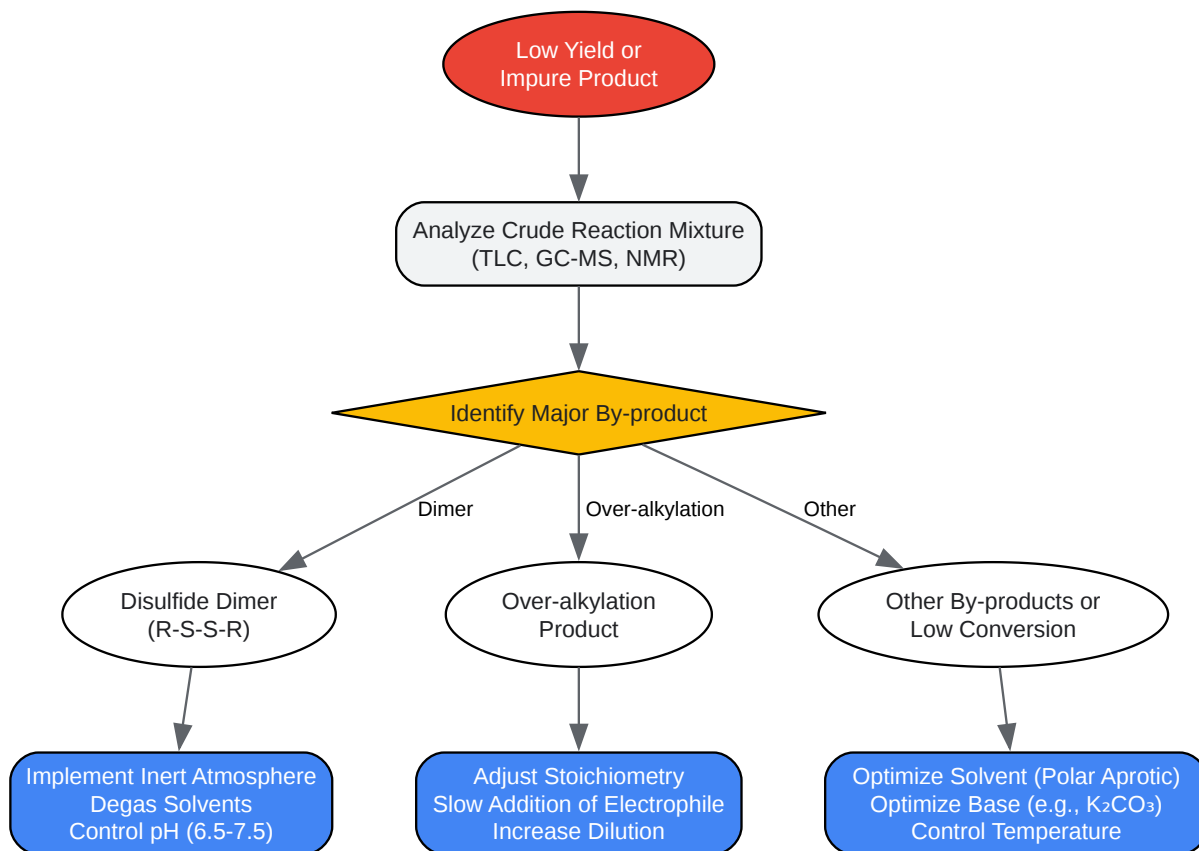 Low Yield or
Impure Product
Analyze Crude Reaction Mixture
(TLC, GC-MS, NMR)
Identify Major By-product
Dimer
Over-alkylation
Other
Disulfide Dimer
(R-S-S-R)
Over-alkylation
Product
Other By-products or
Low Conversion
Implement Inert Atmosphere
Degas Solvents
Control pH (6.5-7.5)
Adjust Stoichiometry
Slow Addition of Electrophile
Increase Dilution
Optimize Solvent (Polar Aprotic)
Optimize Base (e.g., K₂CO₃)
Control Temperature